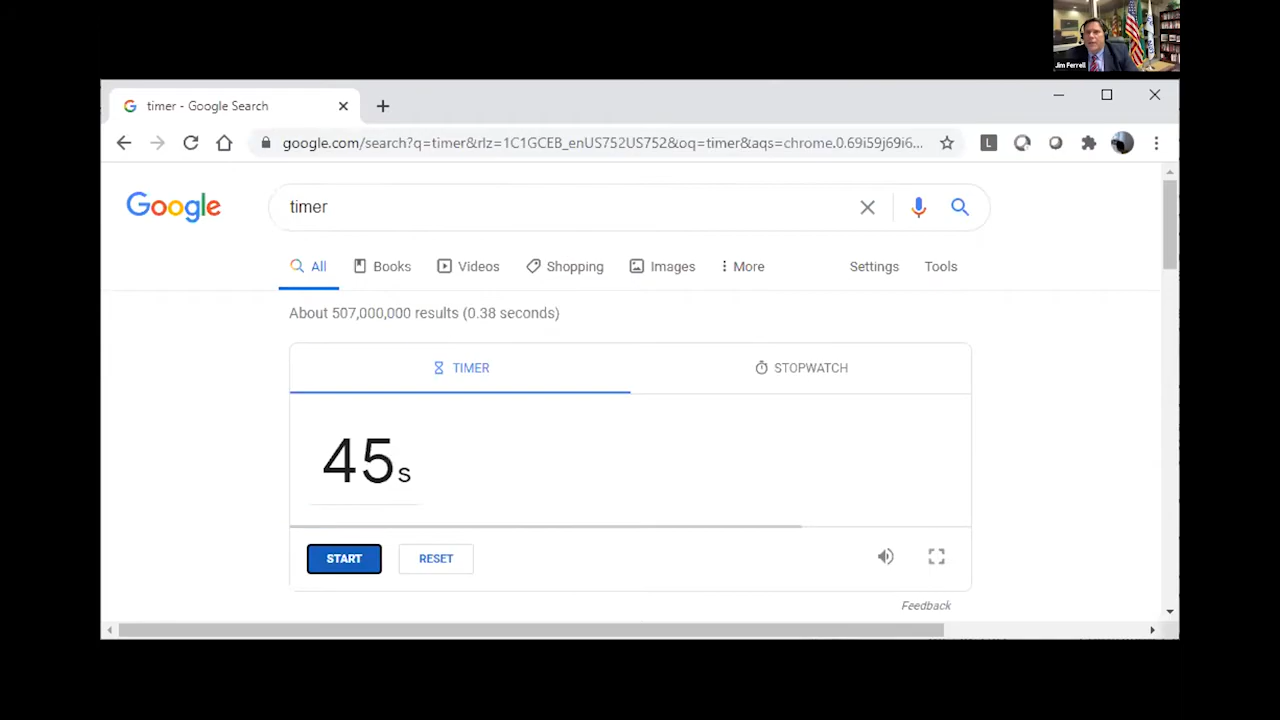 Jim Ferrell
timer - Google Search
google.com/search?q=timer&rlz=1C1GCEB_enUS752US752&oq=timer&aqs=chrome.0.69i59j69i6...
L
Google
timer
All Books Videos Shopping Images More Settings Tools
About 507,000,000 results (0.38 seconds)
TIMER STOPWATCH
45s
START RESET
Feedback